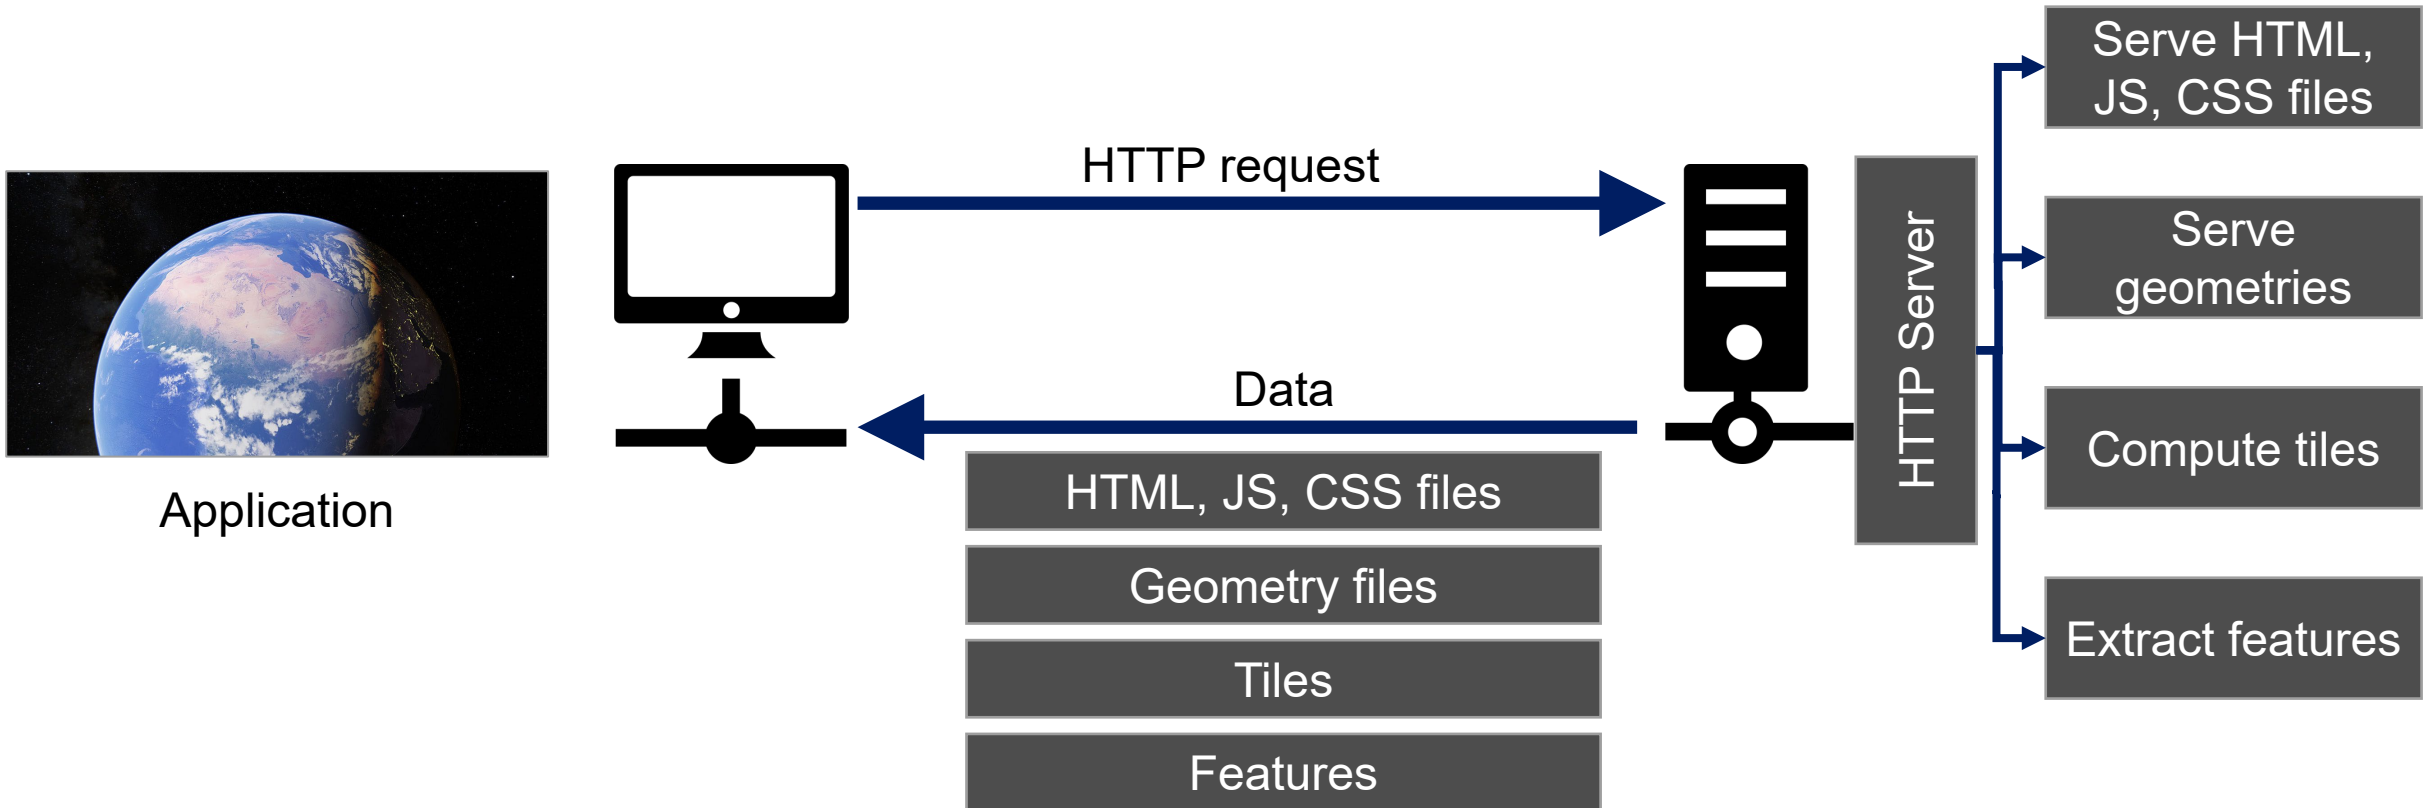 Application
HTTP request
Data
HTML, JS, CSS files
Geometry files
Tiles
Features
HTTP Server
Serve HTML,
JS, CSS files
Serve
geometries
Compute tiles
Extract features